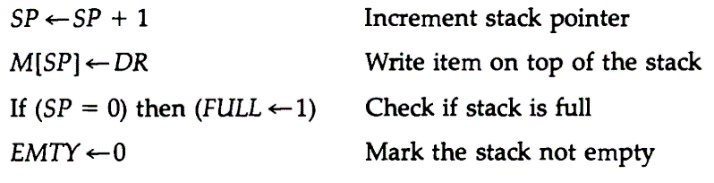 SP ← SP + 1 Increment stack pointer
M[SP] ← DR Write item on top of the stack
If (SP = 0) then (FULL ← 1) Check if stack is full
EMTY ← 0 Mark the stack not empty